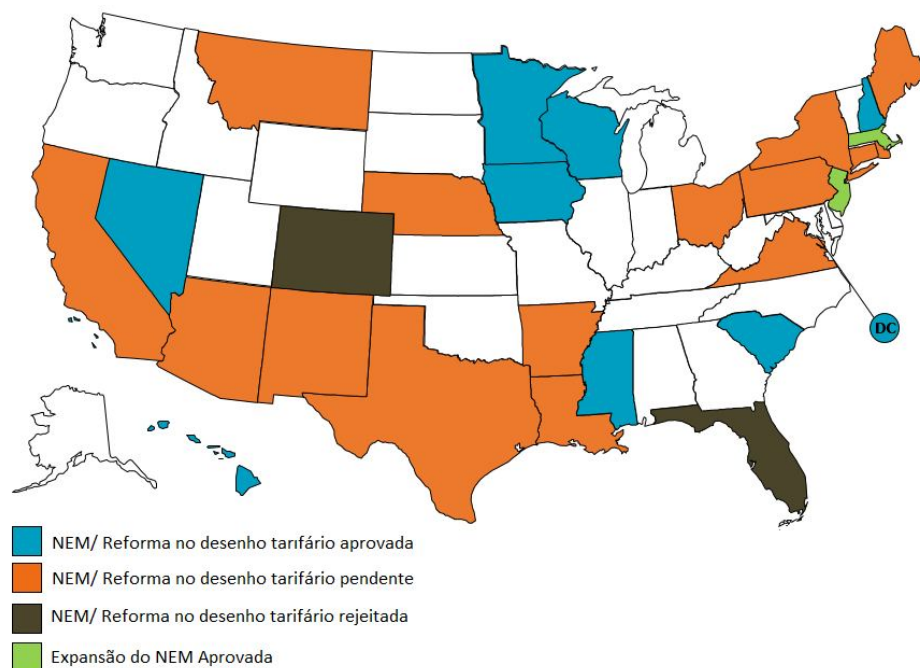 DC
NEM/ Reforma no desenho tarifário aprovada
NEM/ Reforma no desenho tarifário pendente
NEM/ Reforma no desenho tarifário rejeitada
Expansão do NEM Aprovada